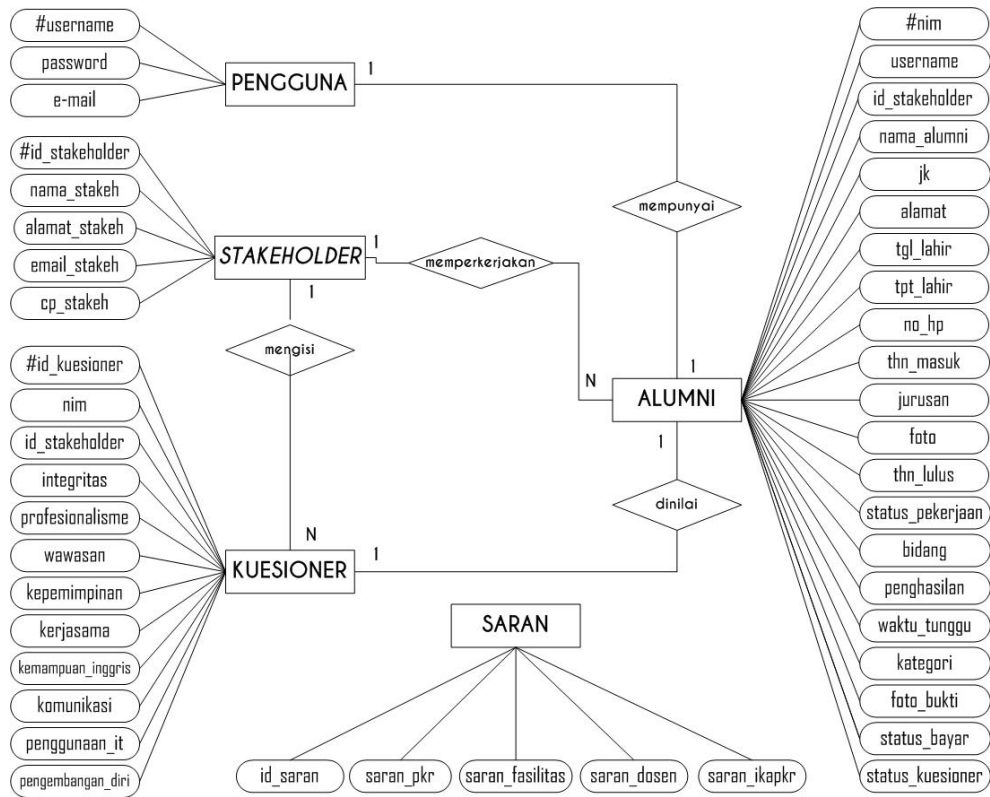 #username
password
e-mail
PENGGUNA
1
#id_stakeholder
nama_stakeh
alamat_stakeh
email_stakeh
cp_stakeh
STAKEHOLDER
1
1
memperkerjakan
N
mempunyai
1
ALUMNI
1
mengisi
N
dinilai
#id_kuesioner
nim
id_stakeholder
integritas
profesionalisme
wawasan
kepemimpinan
kerjasama
kemampuan_inggris
komunikasi
penggunaan_it
pengembangan_diri
KUESIONER
1
SARAN
id_saran
saran_pkr
saran_fasilitas
saran_dosen
saran_ikapkr
#nim
username
id_stakeholder
nama_alumni
jk
alamat
tgl_lahir
tpt_lahir
no_hp
thn_masuk
jurusan
foto
thn_lulus
status_pekerjaan
bidang
penghasilan
waktu_tunggu
kategori
foto_bukti
status_bayar
status_kuesioner